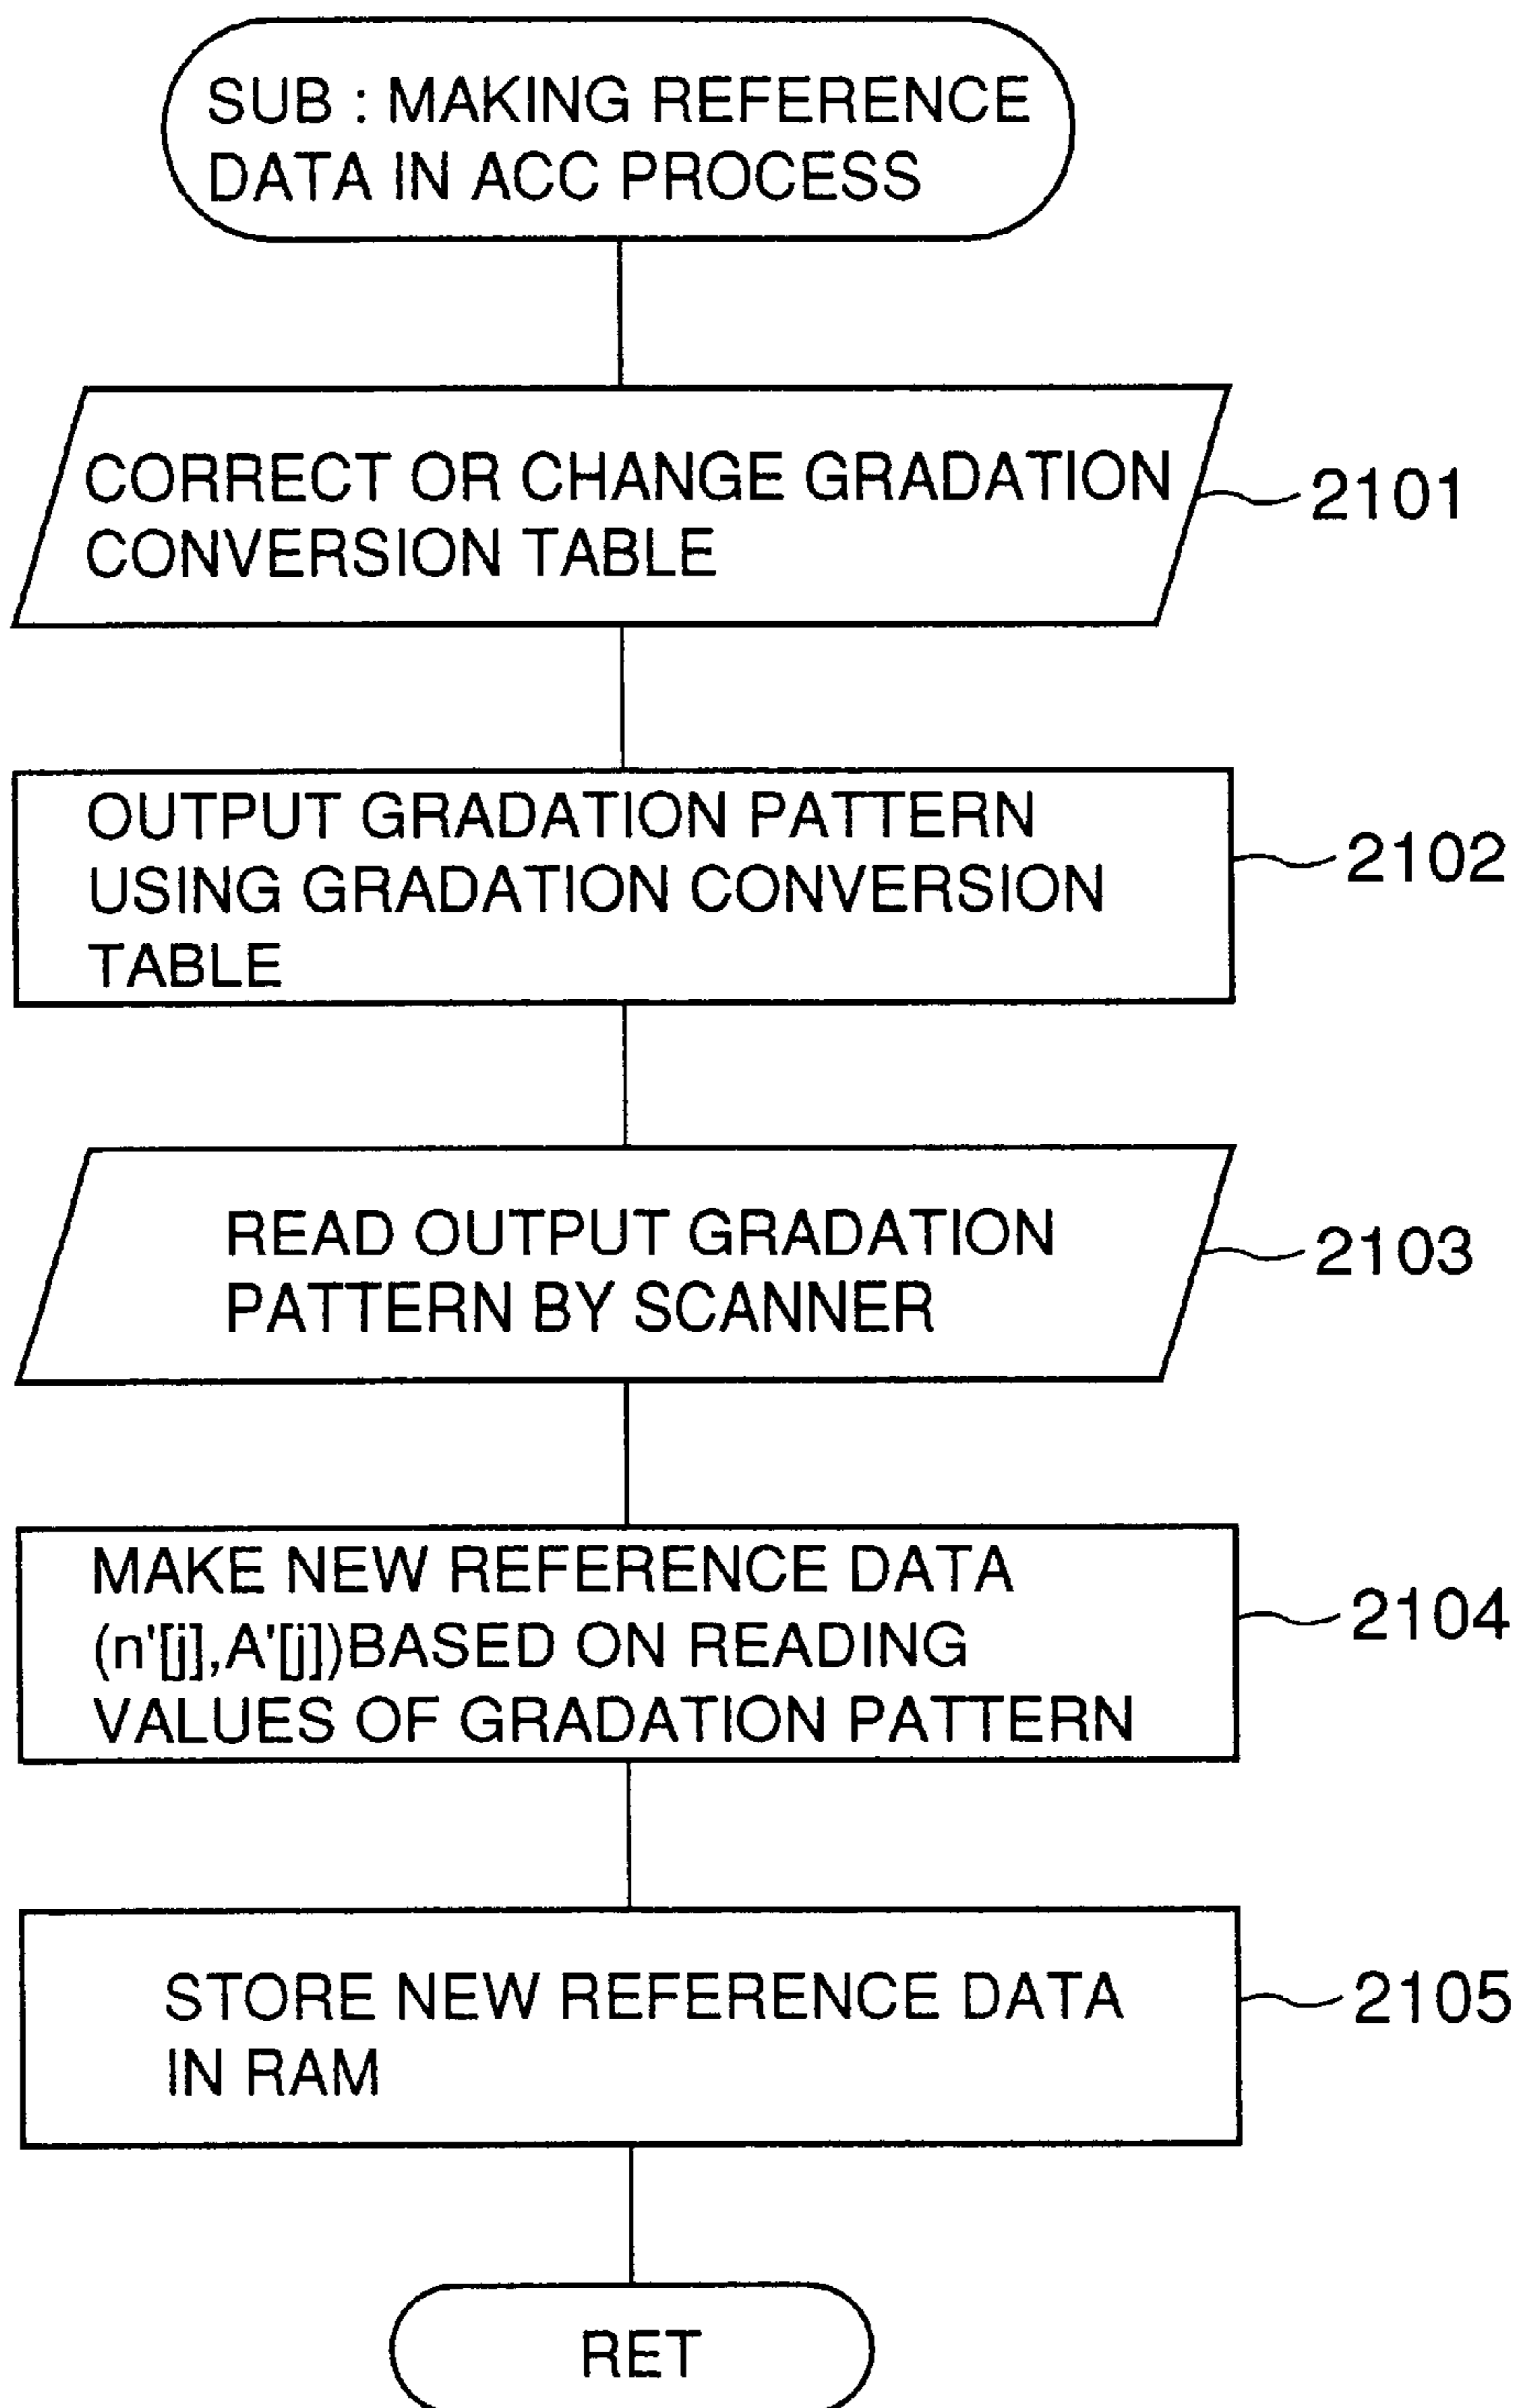 SUB : MAKING REFERENCE
DATA IN ACC PROCESS
CORRECT OR CHANGE GRADATION
CONVERSION TABLE
2101
OUTPUT GRADATION PATTERN
USING GRADATION CONVERSION
TABLE
2102
READ OUTPUT GRADATION
PATTERN BY SCANNER
2103
MAKE NEW REFERENCE DATA
(n'[j],A'[j])BASED ON READING
VALUES OF GRADATION PATTERN
2104
STORE NEW REFERENCE DATA
IN RAM
2105
RET